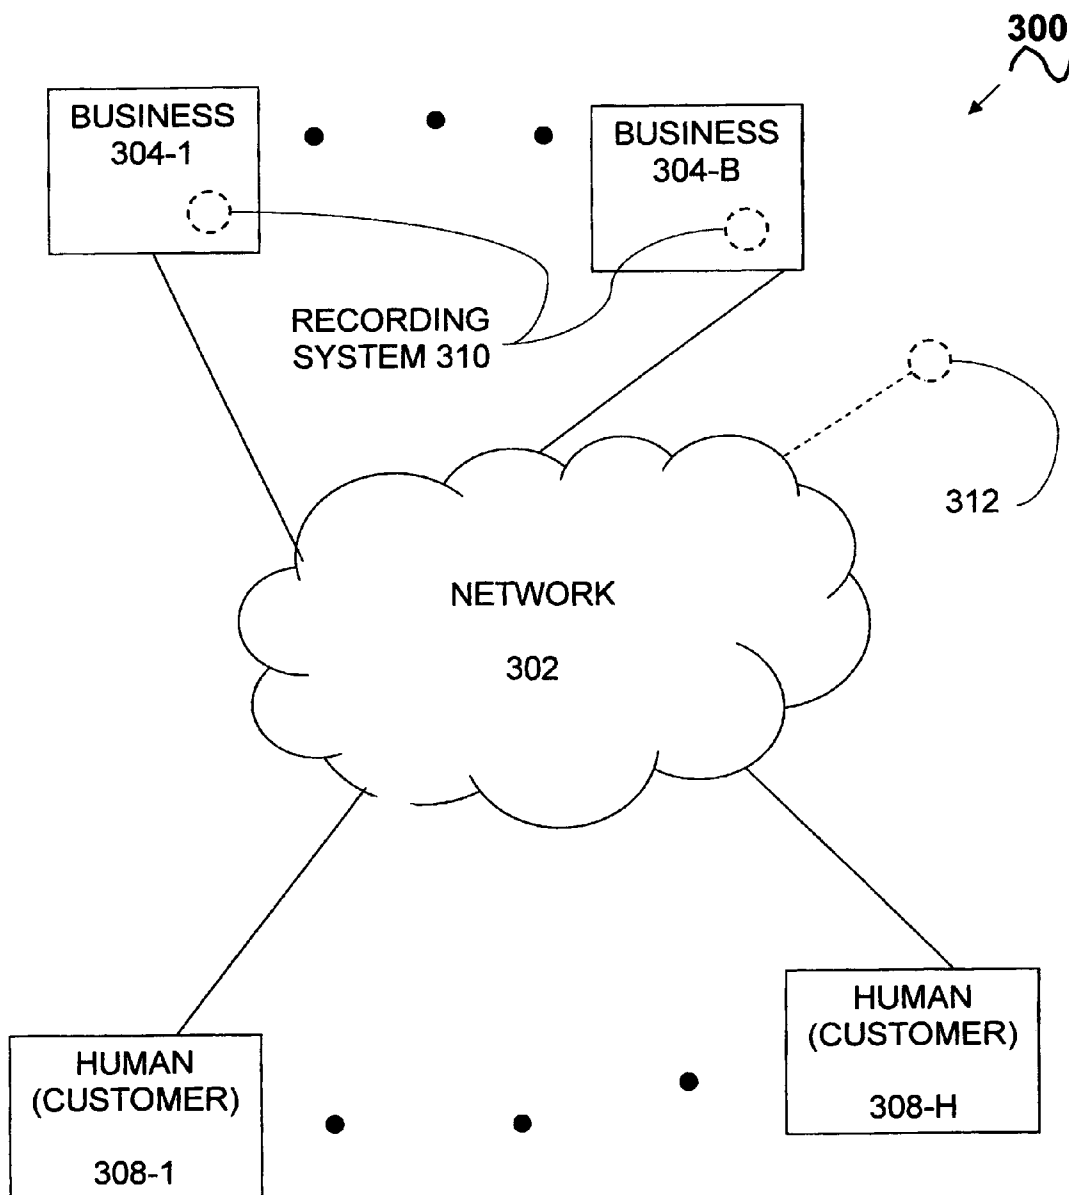 300
BUSINESS
304-1
BUSINESS
304-B
RECORDING
SYSTEM 310
312
NETWORK
302
HUMAN
(CUSTOMER)
308-H
HUMAN
(CUSTOMER)
308-1